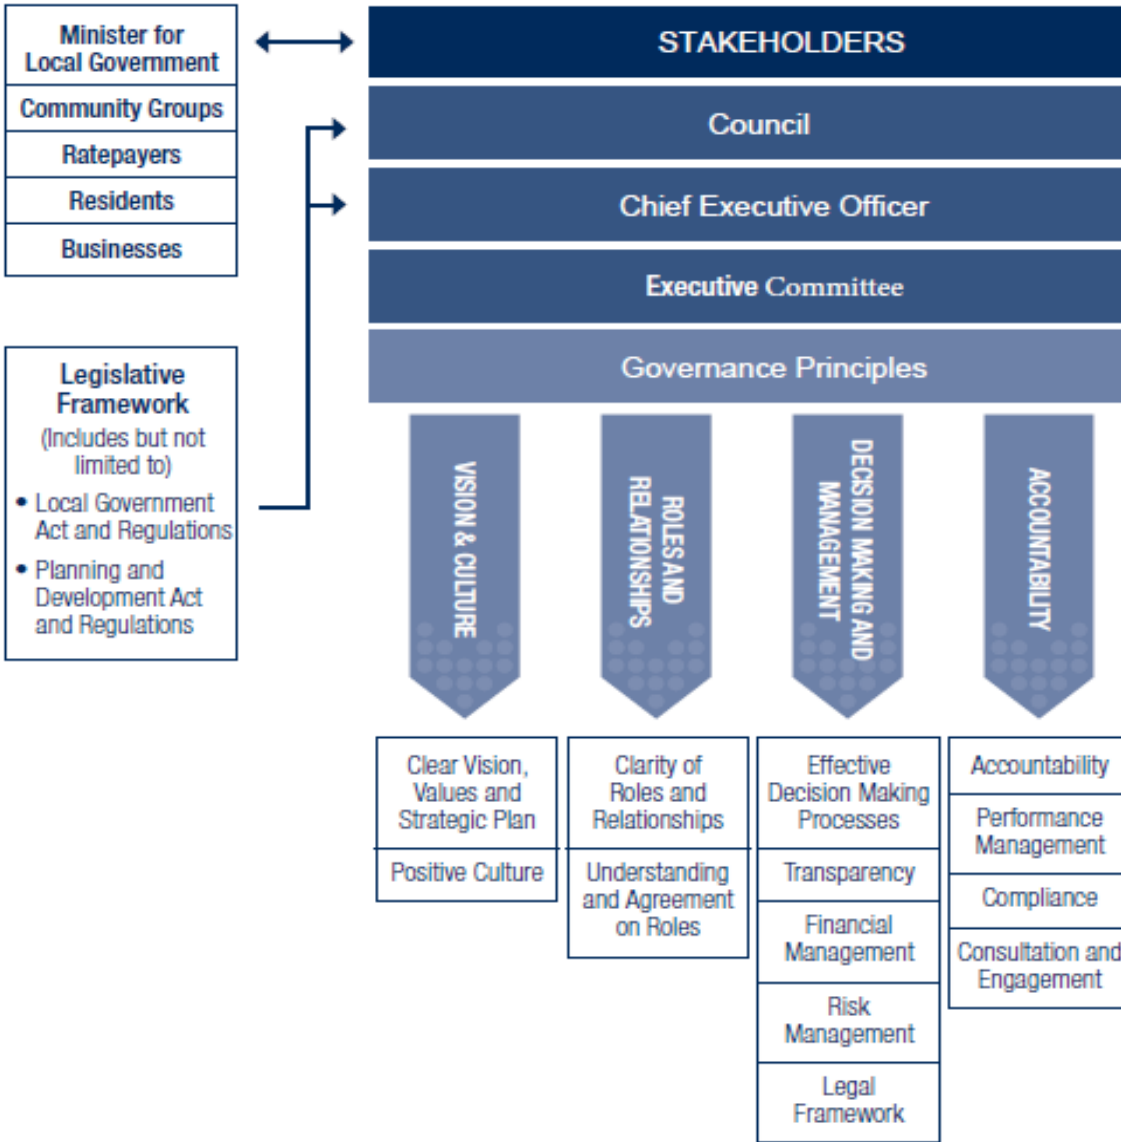 Minister for
Local Government
Community Groups
Ratepayers
Residents
Businesses
STAKEHOLDERS
Council
Chief Executive Officer
Executive Committee
Governance Principles
Legislative
Framework
(Includes but not
limited to)
• Local Government
Act and Regulations
• Planning and
Development Act
and Regulations
VISION & CULTURE
ROLES AND
RELATIONSHIPS
DECISION MAKING AND
MANAGEMENT
ACCOUNTABILITY
Clear Vision,
Values and
Strategic Plan
Positive Culture
Clarity of
Roles and
Relationships
Understanding
and Agreement
on Roles
Effective
Decision Making
Processes
Transparency
Financial
Management
Risk
Management
Legal
Framework
Accountability
Performance
Management
Compliance
Consultation and
Engagement